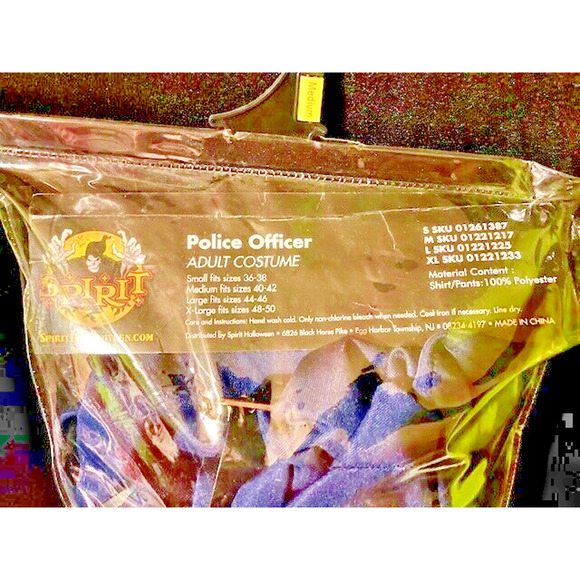 Medium
SPIRIT
Police Officer
ADULT COSTUME
Small fits sizes 36-38
Medium fits sizes 40-42
Large fits sizes 44-46
X-Large fits sizes 48-50
Care and Instructions: Hand wash cold. Only non-chlorine bleach when needed. Cool iron if necessary. Line dry.
Distributed by Spirit Halloween • 6826 Black Horse Pike • Egg Harbor Township, NJ • 08234-4197 • MADE IN CHINA
S SKU 01261387
M SKU 01221217
L SKU 01221225
XL SKU 01221233
Material Content :
Shirt/Pants: 100% Polyester